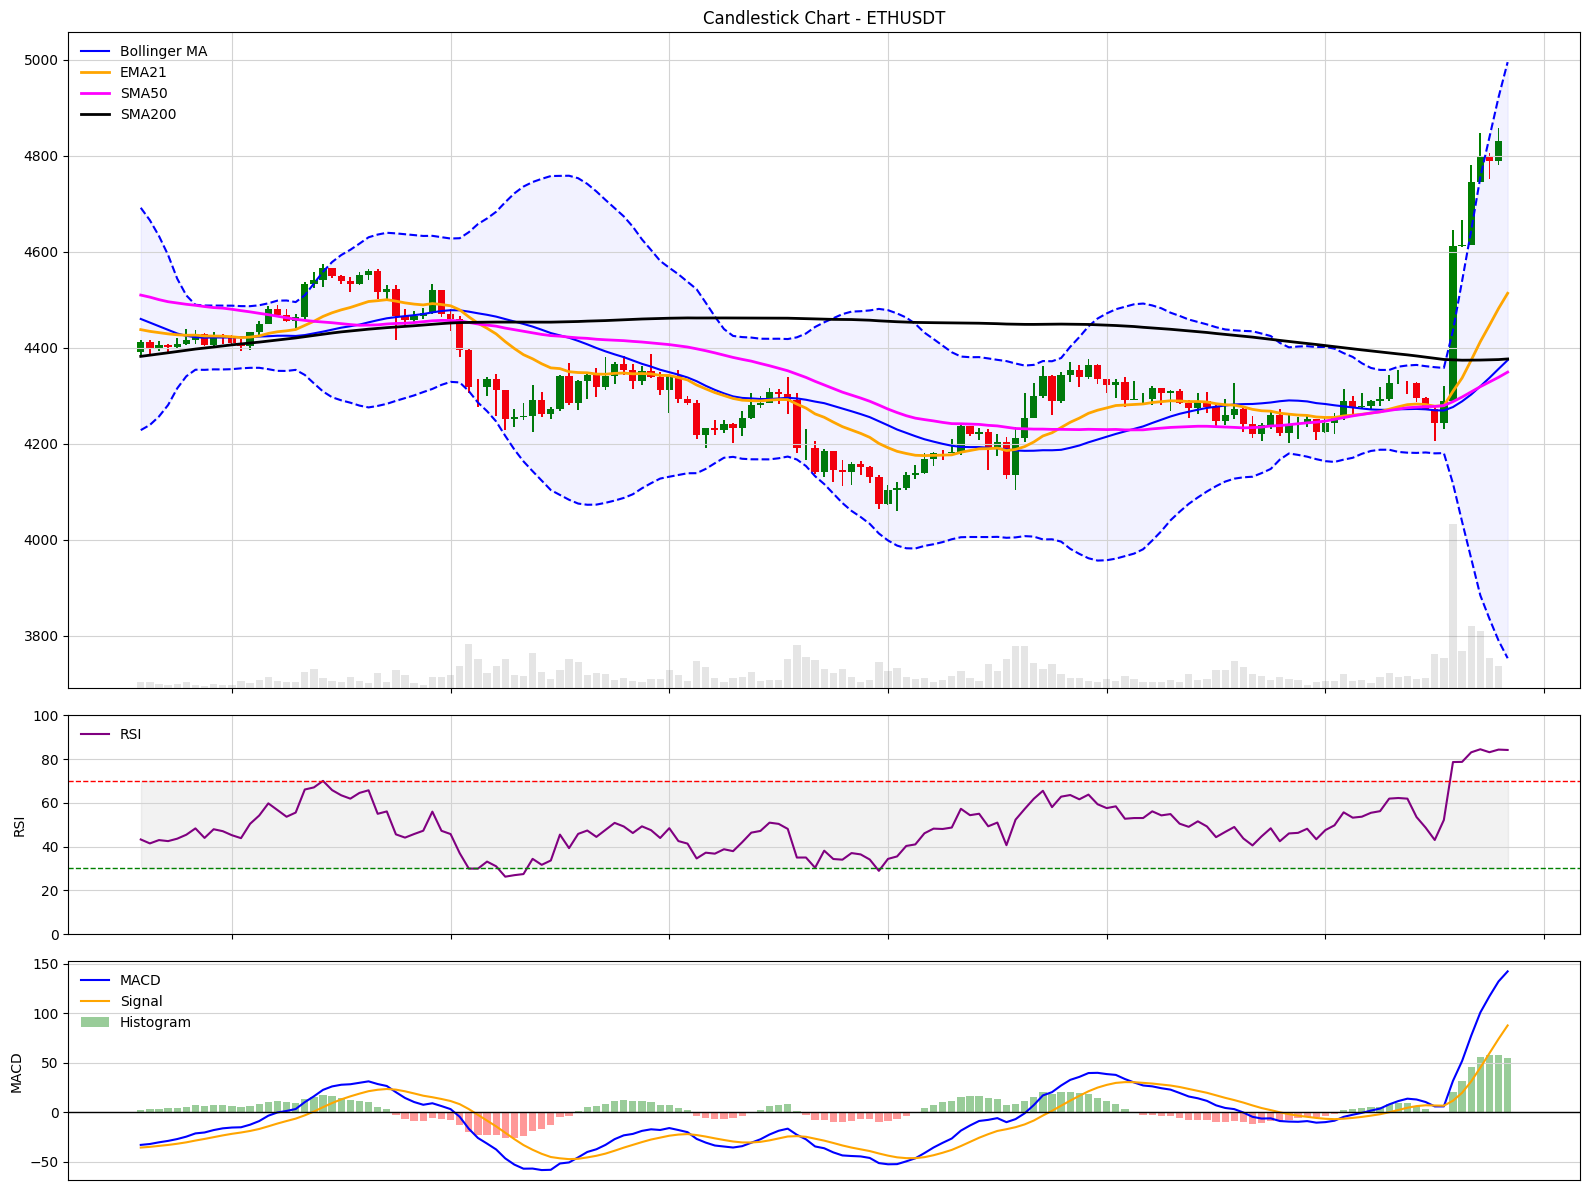 Candlestick Chart - ETHUSDT
5000
4800
4600
4400
4200
4000
3800
Bollinger MA
EMA21
SMA50
SMA200
100
80
60
40
20
0
RSI
RSI
150
100
50
0
−50
MACD
MACD
Signal
Histogram